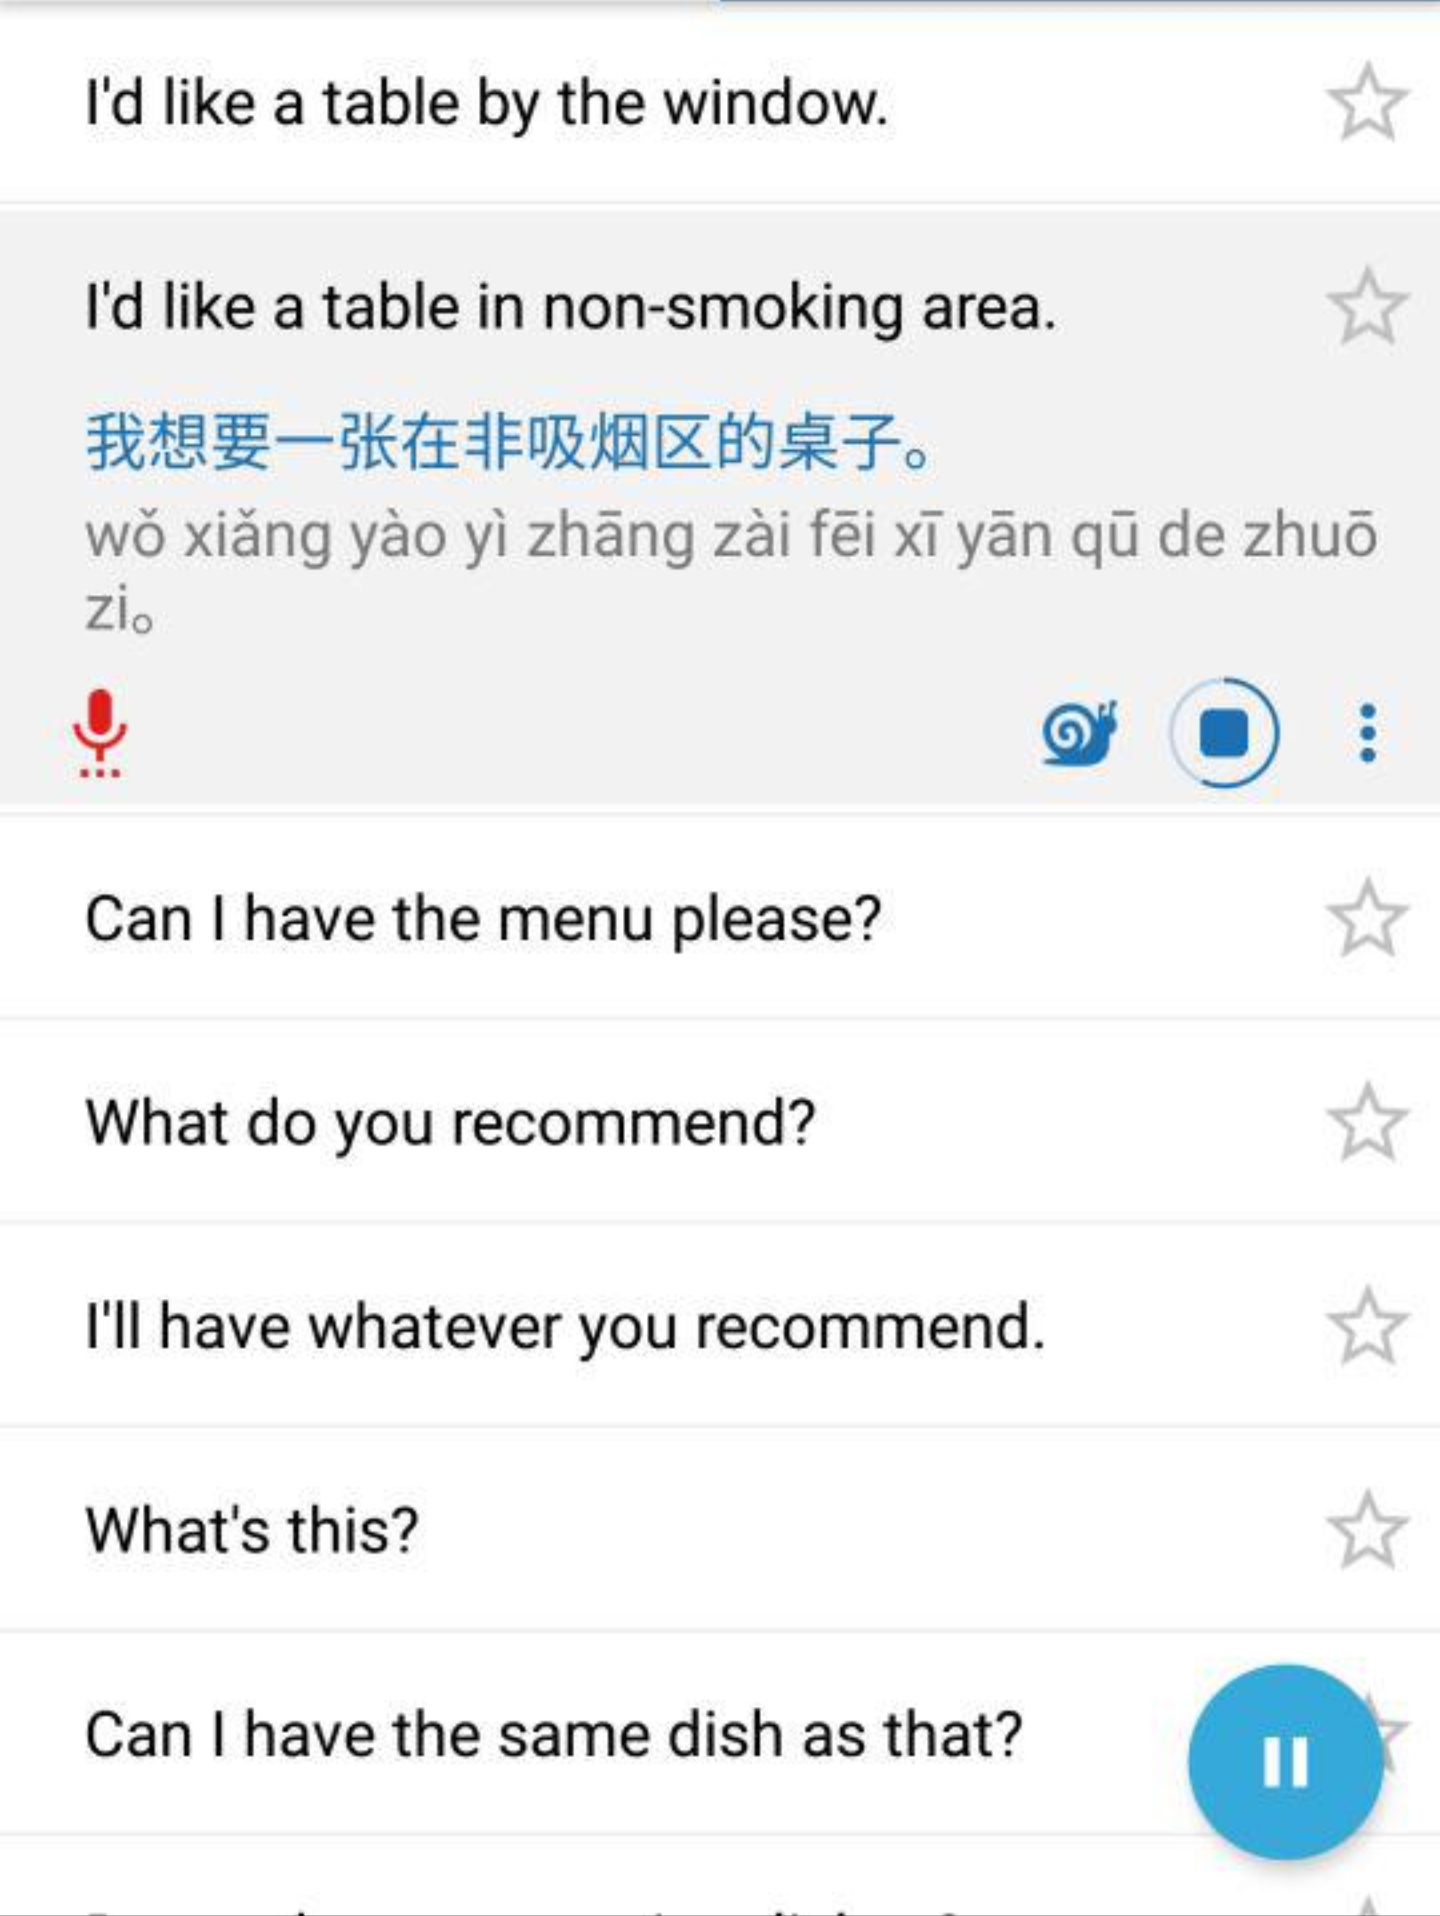 I'd like a table by the window.
I'd like a table in non-smoking area.
我想要一张在非吸烟区的桌子。
wǒ xiǎng yào yì zhāng zài fēi xī yān qū de zhuō
zi。
Can I have the menu please?
What do you recommend?
I'll have whatever you recommend.
What's this?
Can I have the same dish as that?